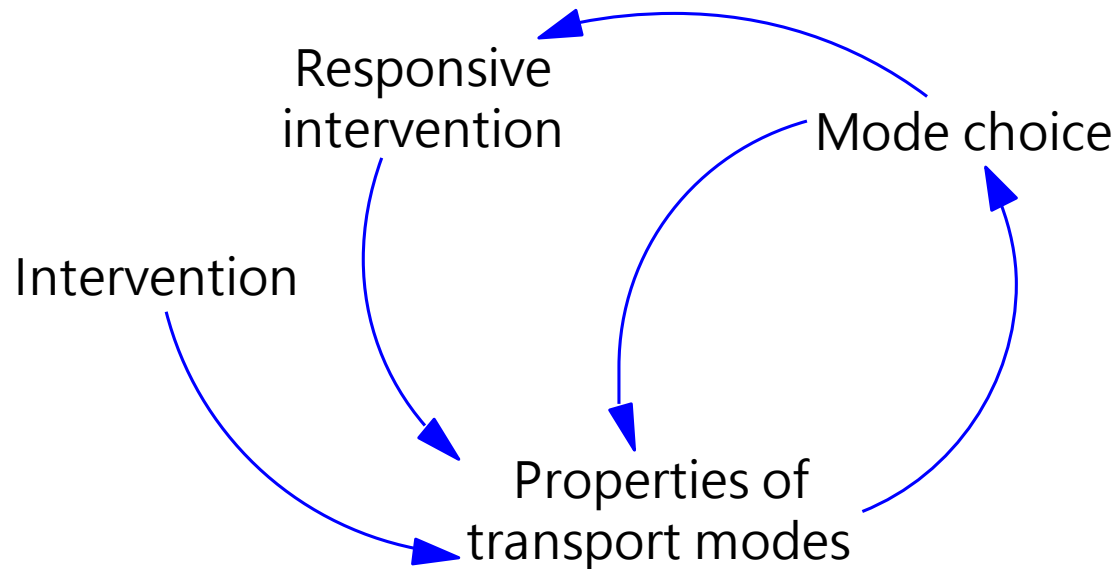 Responsive
intervention
Mode choice
Intervention
Properties of
transport modes